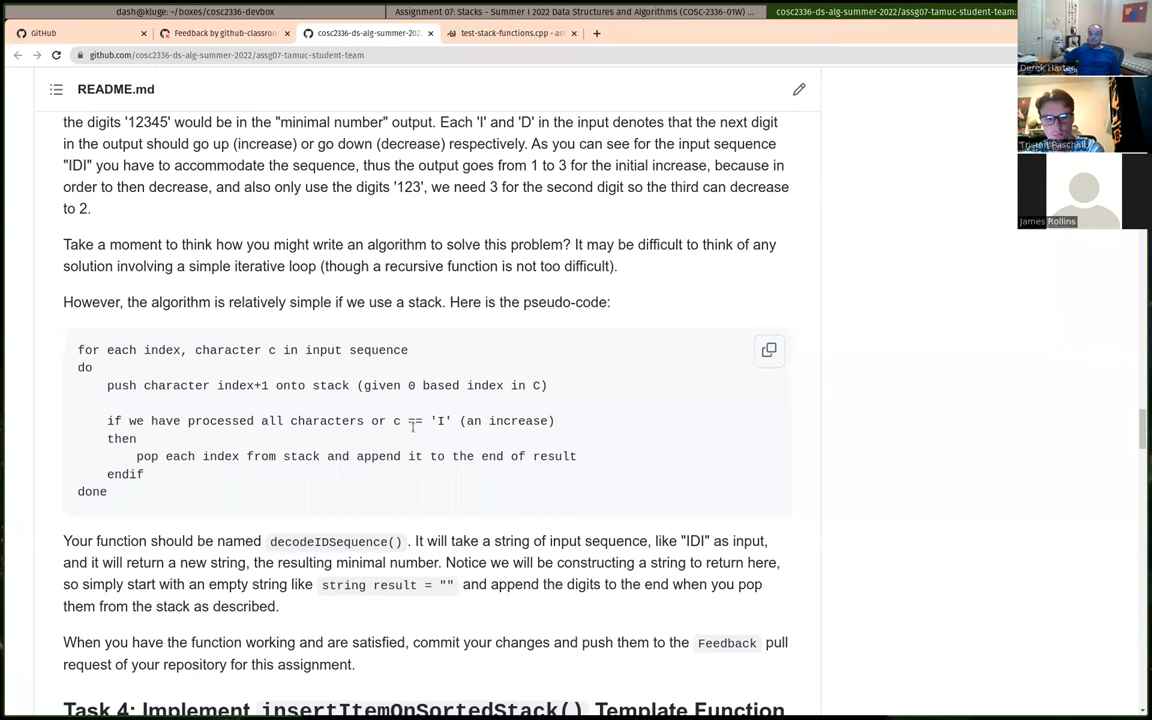 dash@kluge: ~/boxes/cosc2336-devbox
Assignment 07: Stacks - Summer I 2022 Data Structures and Algorithms (COSC-2336-01W) ...
cosc2336-ds-alg-summer-2022/assg07-tamuc-student-team:
GitHub
Feedback by github-classroo
cosc2336-ds-alg-summer-202
test-stack-functions.cpp - ass
github.com/cosc2336-ds-alg-summer-2022/assg07-tamuc-student-team
README.md
the digits '12345' would be in the "minimal number" output. Each 'I' and 'D' in the input denotes that the next digit
in the output should go up (increase) or go down (decrease) respectively. As you can see for the input sequence
"IDI" you have to accommodate the sequence, thus the output goes from 1 to 3 for the initial increase, because in
order to then decrease, and also only use the digits '123', we need 3 for the second digit so the third can decrease
to 2.
Take a moment to think how you might write an algorithm to solve this problem? It may be difficult to think of any
solution involving a simple iterative loop (though a recursive function is not too difficult).
However, the algorithm is relatively simple if we use a stack. Here is the pseudo-code:
for each index, character c in input sequence
do
push character index+1 onto stack (given 0 based index in C)
if we have processed all characters or c == 'I' (an increase)
then
pop each index from stack and append it to the end of result
endif
done
Your function should be named decodeIDSequence(). It will take a string of input sequence, like "IDI" as input,
and it will return a new string, the resulting minimal number. Notice we will be constructing a string to return here,
so simply start with an empty string like string result = "" and append the digits to the end when you pop
them from the stack as described.
When you have the function working and are satisfied, commit your changes and push them to the Feedback pull
request of your repository for this assignment.
Task 4: Implement insertItemOnSortedStack() Template Function
Derek Harter
Tristan Paschall
James Rollins